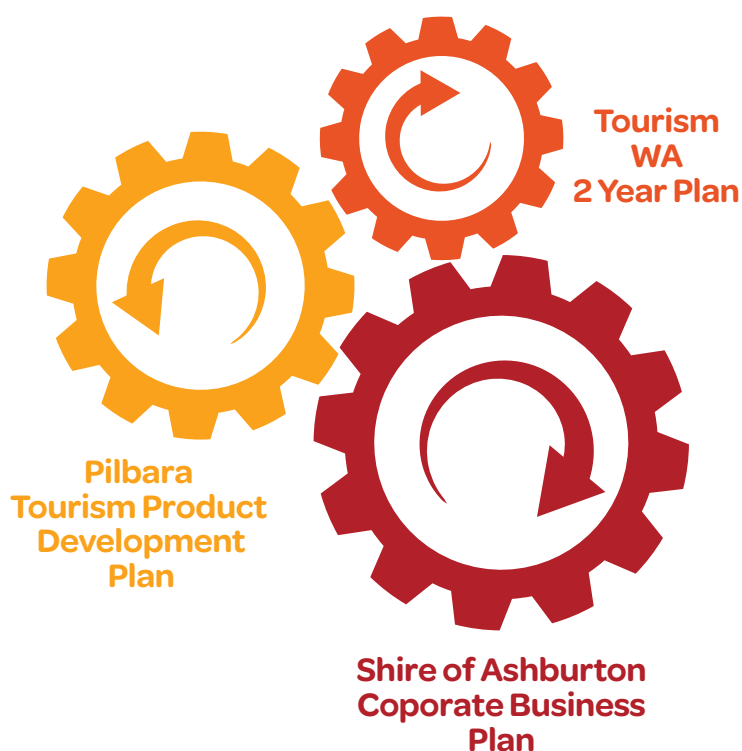 Tourism
WA
2 Year Plan
Pilbara
Tourism Product
Development
Plan
Shire of Ashburton
Coporate Business
Plan